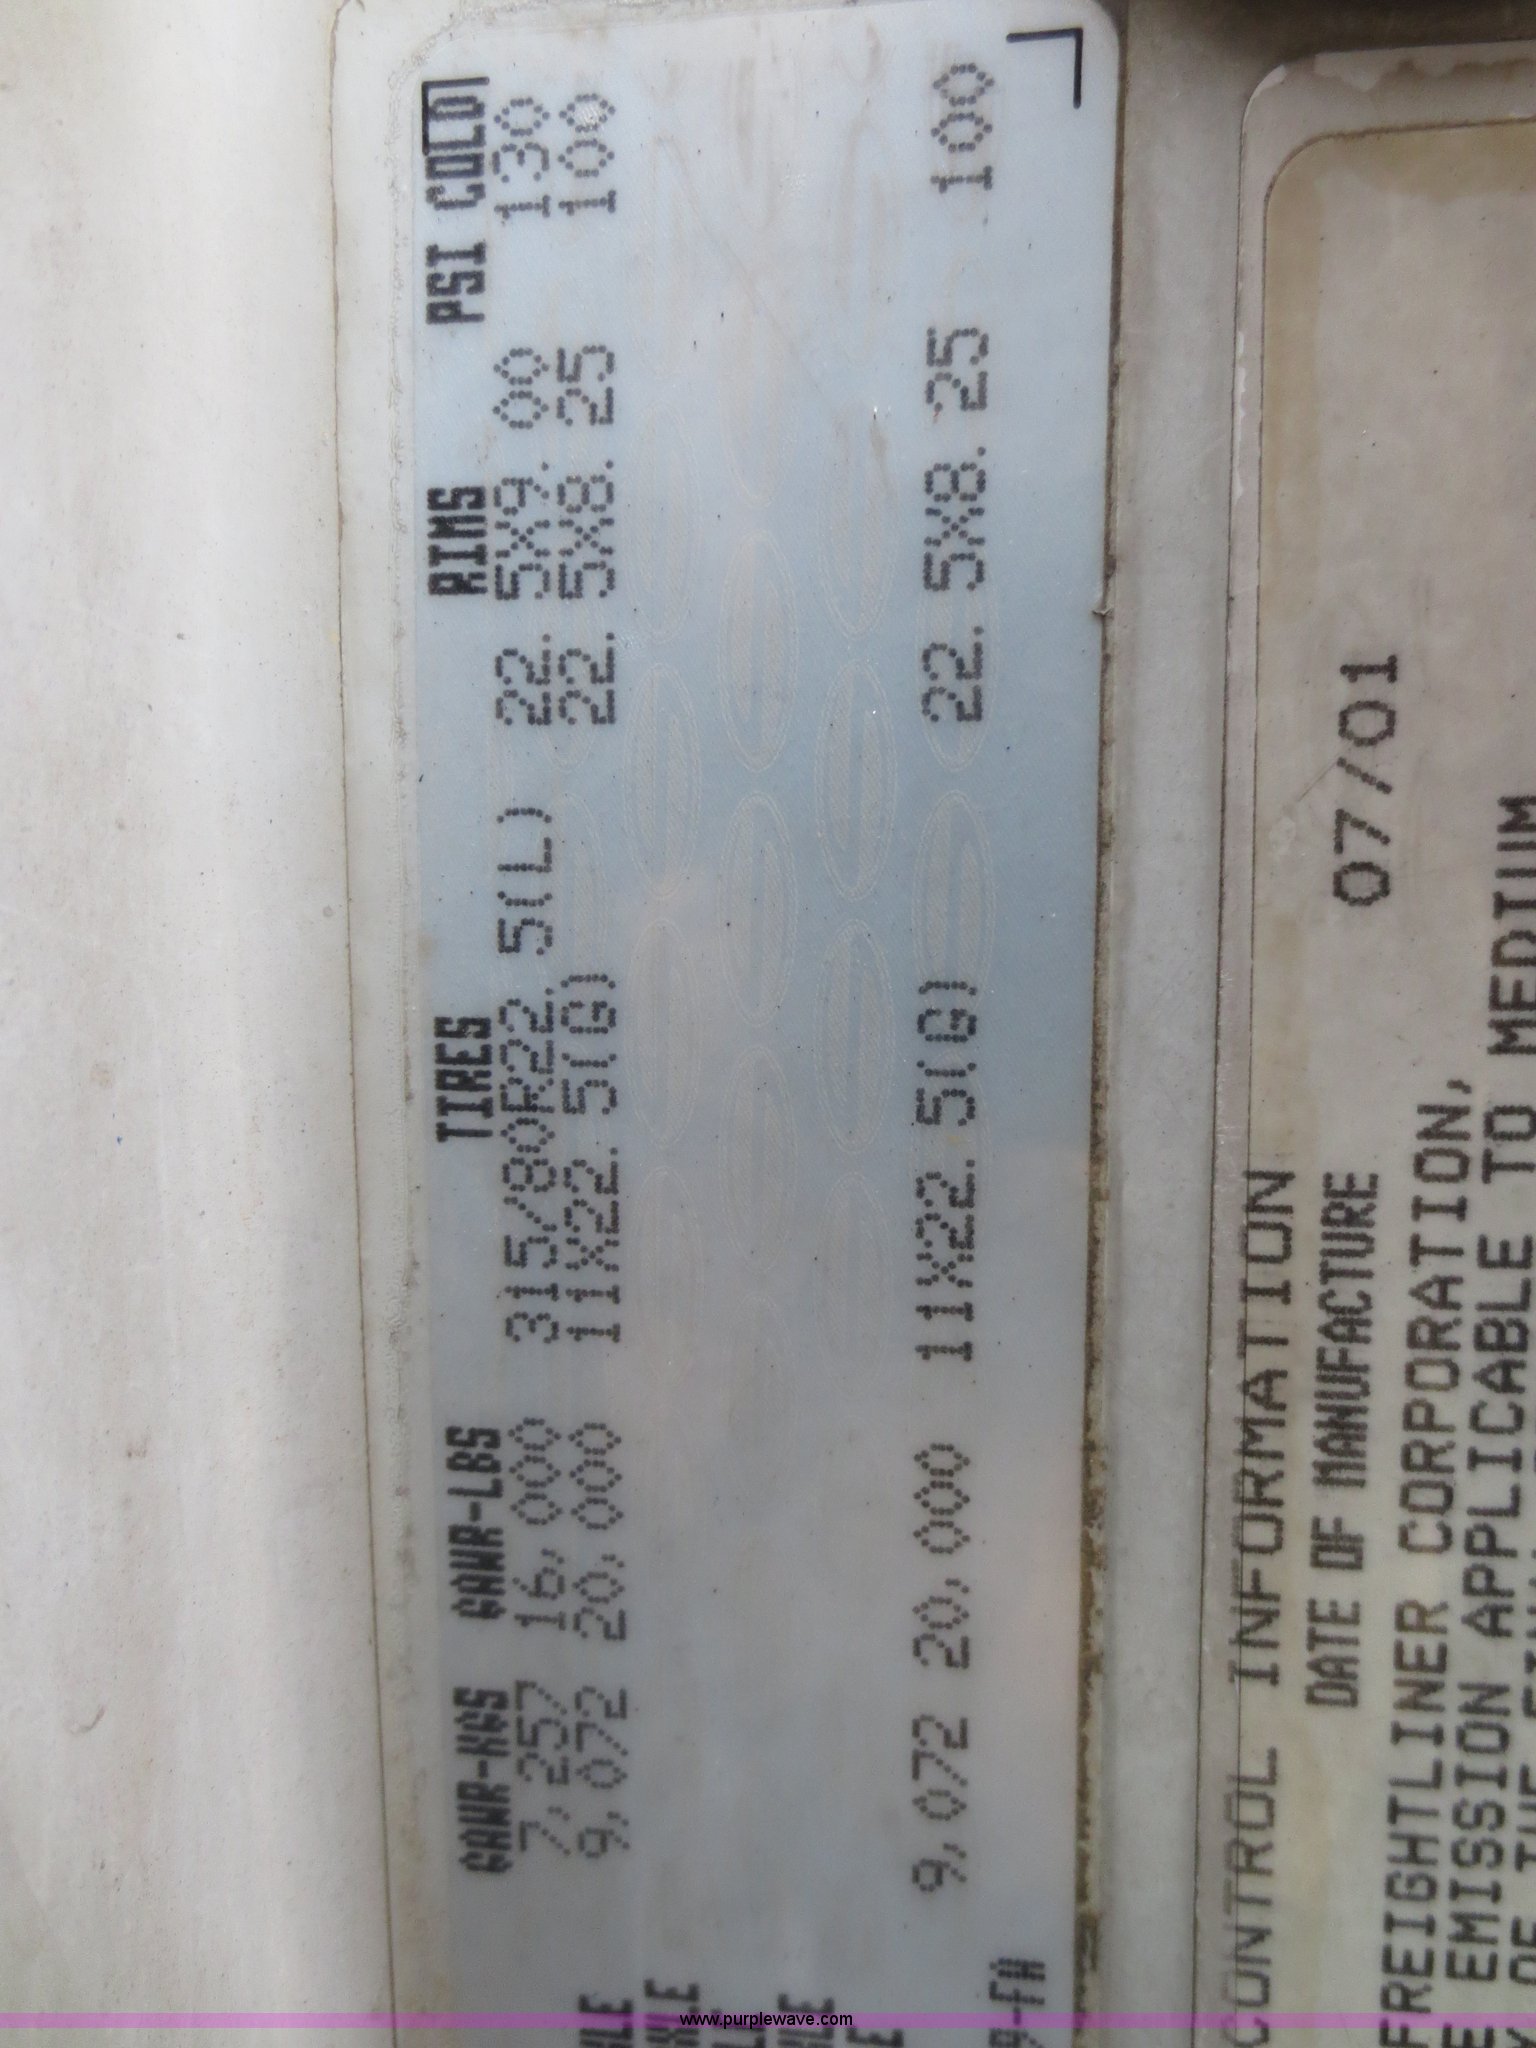 GAWR-KGS GAWR-LBS TIRES RIMS PSI COLD
7,257 16,000 315/80R22.5(L) 22.5X9.00 130
9,072 20,000 11X22.5(G) 22.5X8.25 100
9,072 20,000 11X22.5(G) 22.5X8.25 100
CONTROL INFORMATION
DATE OF MANUFACTURE 07/01
FREIGHTLINER CORPORATION,
EMISSION APPLICABLE TO MEDIUM
www.purplewave.com